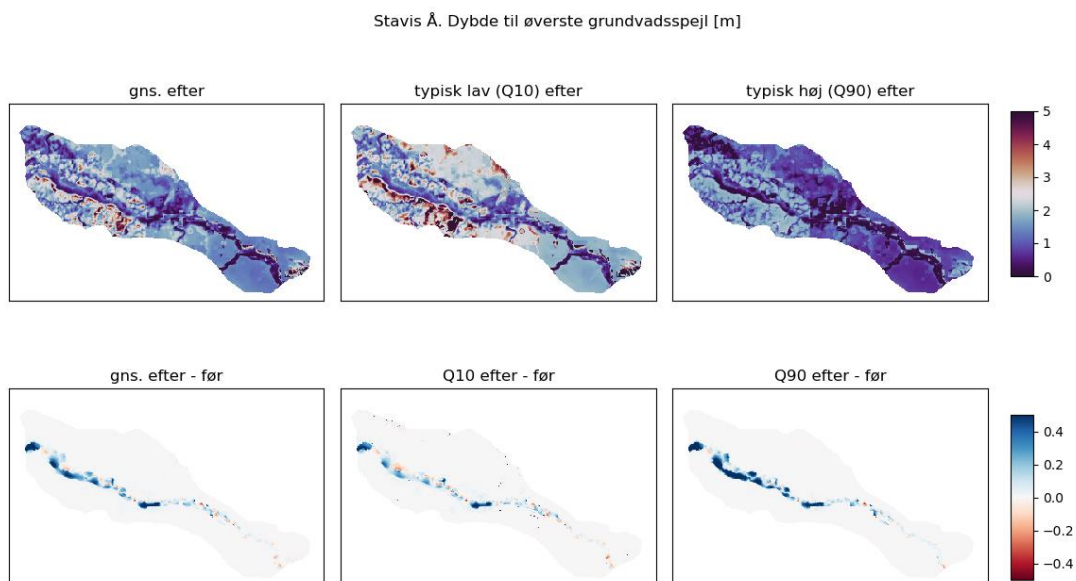 Stavis Å. Dybde til øverste grundvadsspejl [m]
gns. efter
typisk lav (Q10) efter
typisk høj (Q90) efter
5
4
3
2
1
0
gns. efter - før
Q10 efter - før
Q90 efter - før
0.4
0.2
0.0
−0.2
−0.4